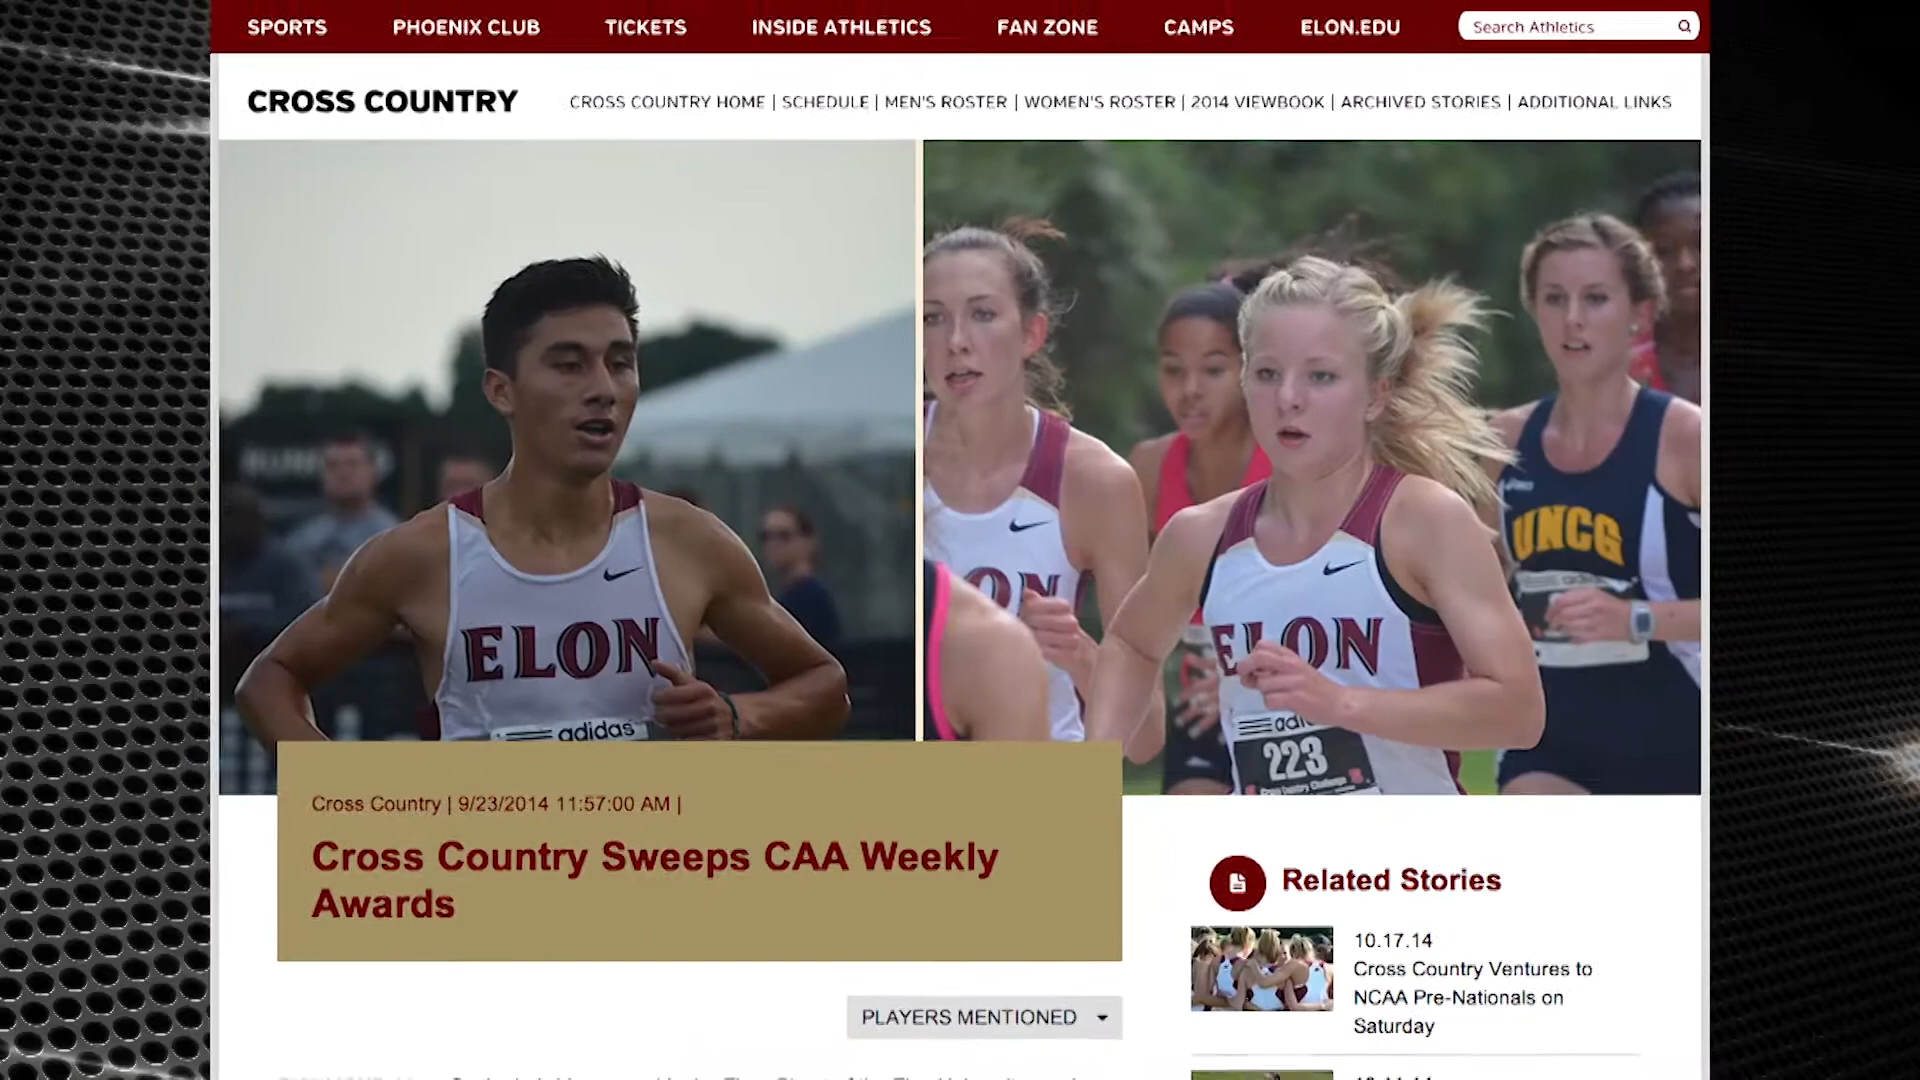 SPORTS PHOENIX CLUB TICKETS INSIDE ATHLETICS FAN ZONE CAMPS ELON.EDU Search Athletics
CROSS COUNTRY CROSS COUNTRY HOME | SCHEDULE | MEN'S ROSTER | WOMEN'S ROSTER | 2014 VIEWBOOK | ARCHIVED STORIES | ADDITIONAL LINKS
ELON
adidas
ELON
UNCG
adidas
223
Cross Country | 9/23/2014 11:57:00 AM |
Cross Country Sweeps CAA Weekly
Awards
PLAYERS MENTIONED
Related Stories
10.17.14
Cross Country Ventures to
NCAA Pre-Nationals on
Saturday